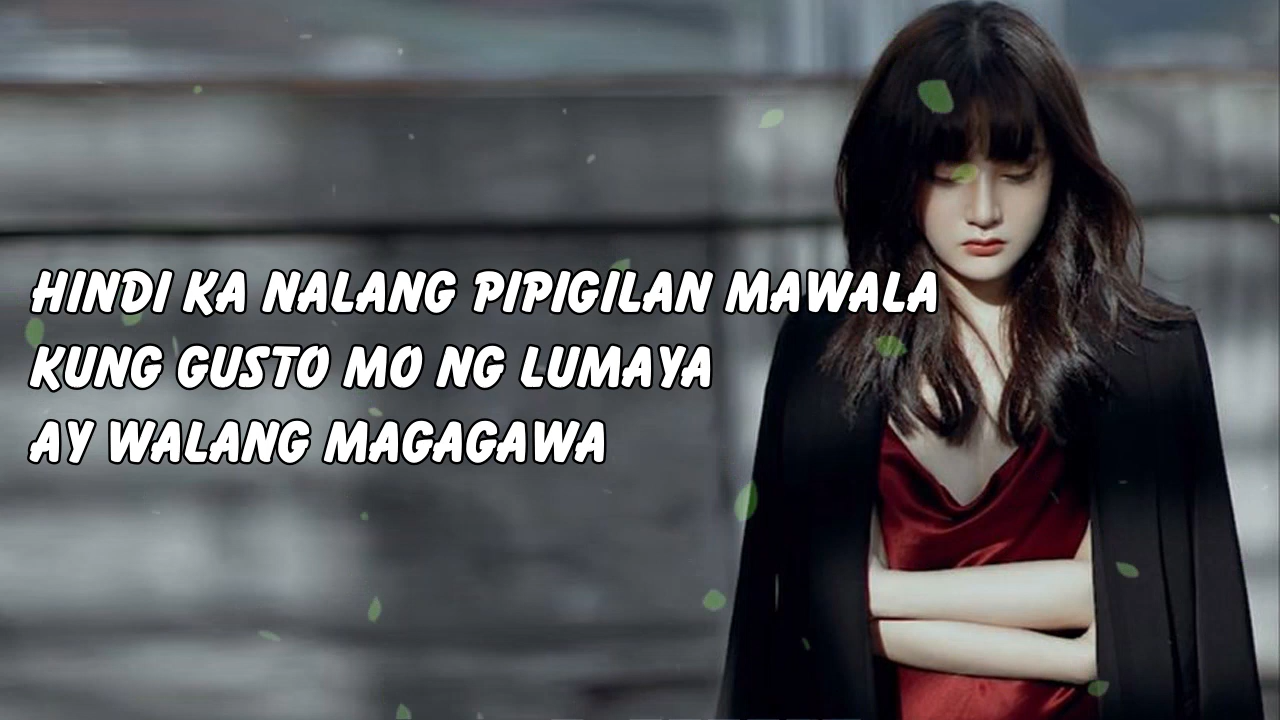 HINDI KA NALANG PIPIGILAN MAWALA
KUNG GUSTO MO NG LUMAYA
AY WALANG MAGAGAWA